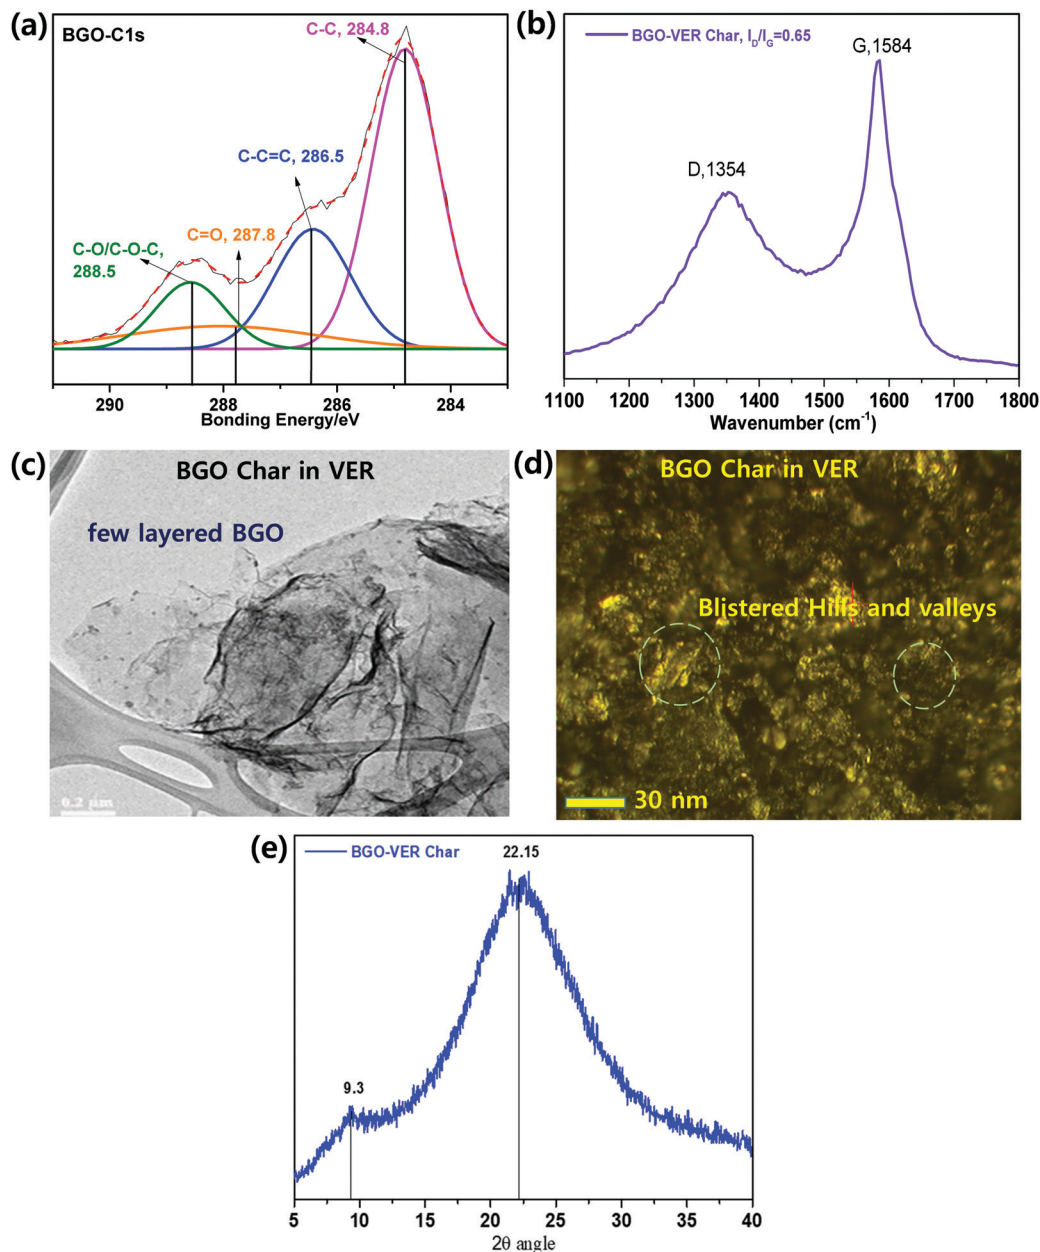 (a)
BGO-C1s
C-C, 284.8
C-C=C, 286.5
C=O, 287.8
C-O/C-O-C,
288.5
290 288 286 284
Bonding Energy/eV
(b)
BGO-VER Char, I_D/I_G=0.65
G,1584
D,1354
1100 1200 1300 1400 1500 1600 1700 1800
Wavenumber (cm⁻¹)
(c)
BGO Char in VER
few layered BGO
0.2 μm
(d)
BGO Char in VER
Blistered Hills and valleys
30 nm
(e)
BGO-VER Char
22.15
9.3
5 10 15 20 25 30 35 40
2θ angle